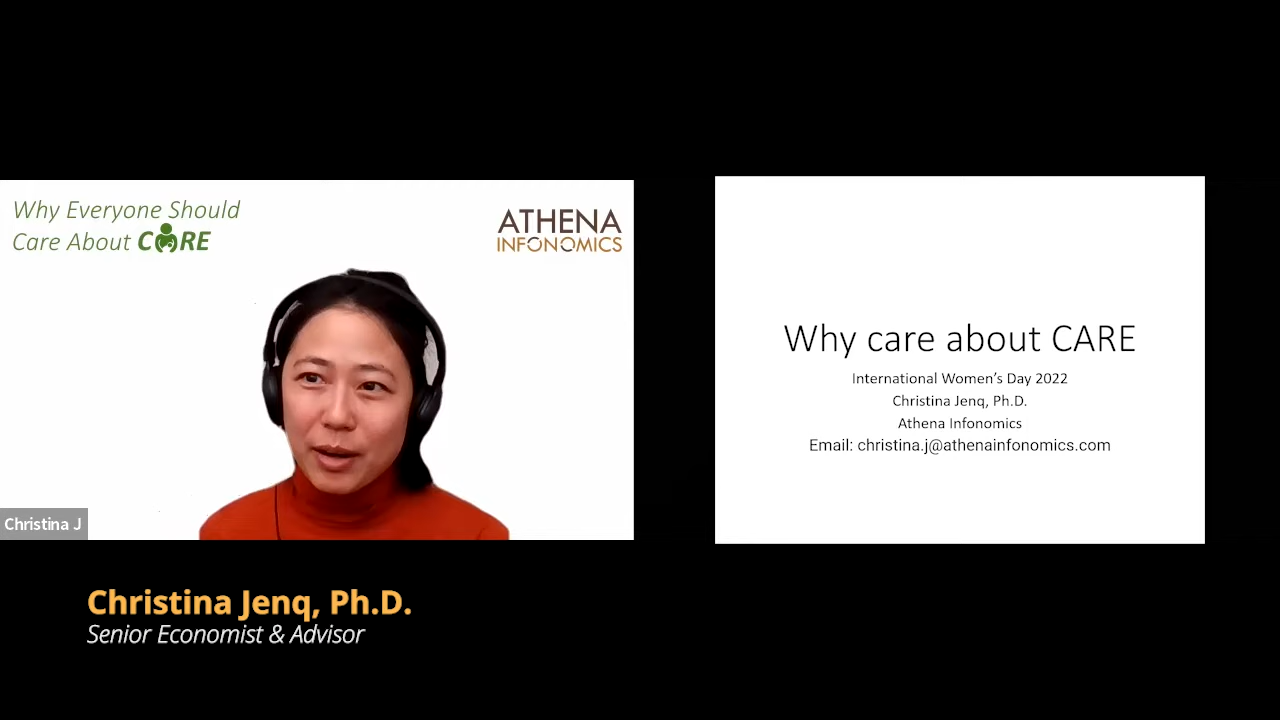 Why Everyone Should
Care About CARE
ATHENA
INFONOMICS
Christina J
Christina Jenq, Ph.D.
Senior Economist & Advisor
Why care about CARE
International Women's Day 2022
Christina Jenq, Ph.D.
Athena Infonomics
Email: christina.j@athenainfonomics.com